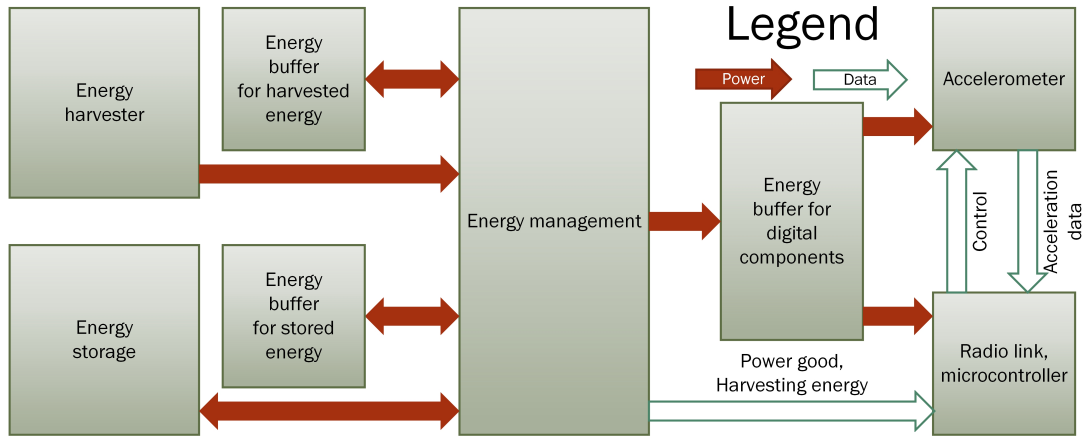 Legend
Power
Data
Energy
harvester
Energy
buffer
for harvested
energy
Energy management
Energy
buffer for
digital
components
Accelerometer
Control
Acceleration
data
Energy
storage
Energy
buffer
for stored
energy
Power good,
Harvesting energy
Radio link,
microcontroller